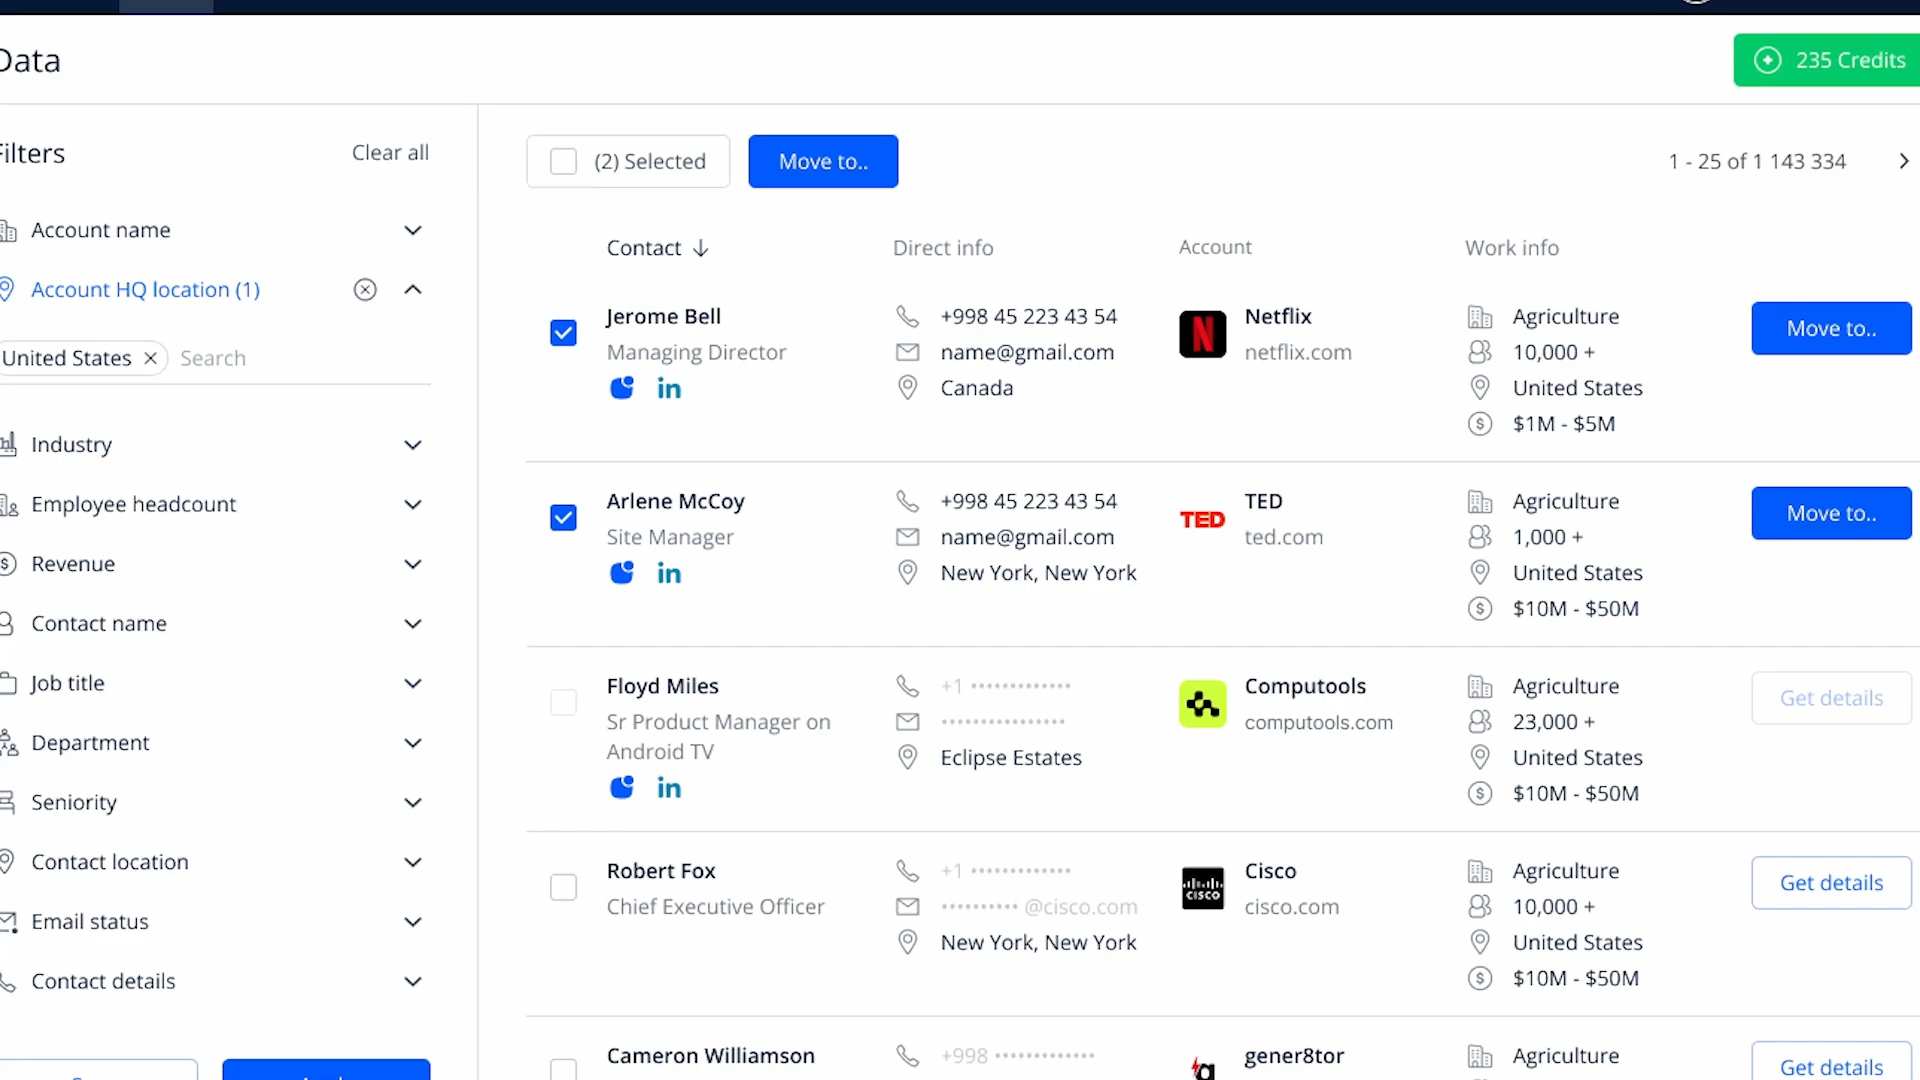 Data
235 Credits
Filters
Clear all
(2) Selected
Move to..
1 - 25 of 1 143 334
Account name
Account HQ location (1)
United States
Search
Industry
Employee headcount
Revenue
Contact name
Job title
Department
Seniority
Contact location
Email status
Contact details
Contact
Direct info
Account
Work info
Jerome Bell
Managing Director
in
+998 45 223 43 54
name@gmail.com
Canada
N
Netflix
netflix.com
Agriculture
10,000 +
United States
$1M - $5M
Move to..
Arlene McCoy
Site Manager
in
+998 45 223 43 54
name@gmail.com
New York, New York
TED
TED
ted.com
Agriculture
1,000 +
United States
$10M - $50M
Move to..
Floyd Miles
Sr Product Manager on
Android TV
in
+1 •••••••••••••
••••••••••••••••
Eclipse Estates
Computools
computools.com
Agriculture
23,000 +
United States
$10M - $50M
Get details
Robert Fox
Chief Executive Officer
+1 •••••••••••••
•••••••••• @cisco.com
New York, New York
CISCO
Cisco
cisco.com
Agriculture
10,000 +
United States
$10M - $50M
Get details
Cameron Williamson
+998 •••••••••••••
gener8tor
Agriculture
Get details